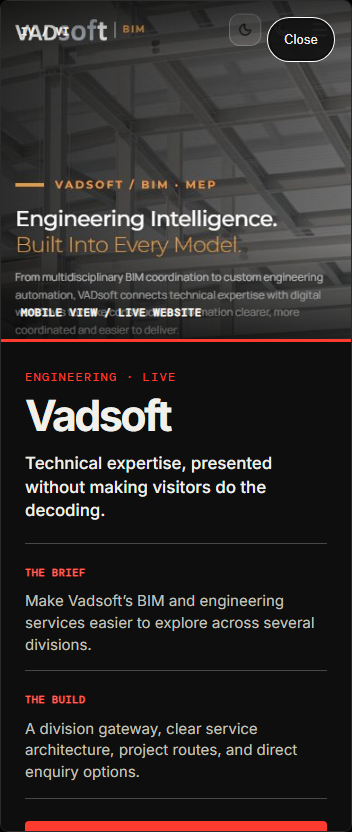 VADsoft | BIM
Close
VADSOFT / BIM · MEP
Engineering Intelligence.
Built Into Every Model.
From multidisciplinary BIM coordination to custom engineering
automation, VADsoft connects technical expertise with digital
MOBILE VIEW / LIVE WEBSITE
clearer, more
coordinated and easier to deliver.
ENGINEERING · LIVE
Vadsoft
Technical expertise, presented
without making visitors do the
decoding.
THE BRIEF
Make Vadsoft’s BIM and engineering
services easier to explore across several
divisions.
THE BUILD
A division gateway, clear service
architecture, project routes, and direct
enquiry options.